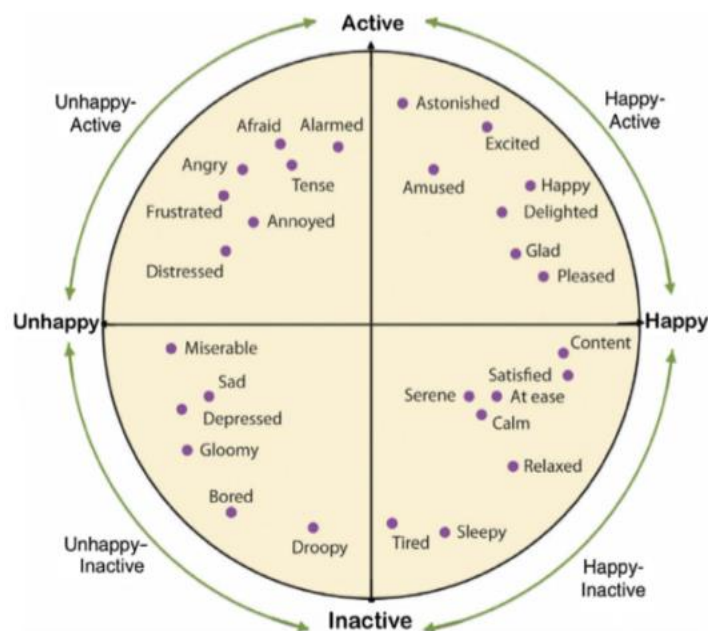 Active
Unhappy-
Active
Happy-
Active
Astonished
Afraid
Alarmed
Excited
Angry
Tense
Amused
Happy
Frustrated
Delighted
Annoyed
Distressed
Glad
Pleased
Unhappy
Happy
Miserable
Content
Sad
Satisfied
Depressed
Serene
At ease
Calm
Gloomy
Relaxed
Bored
Droopy
Tired
Sleepy
Unhappy–
Inactive
Happy-
Inactive
Inactive